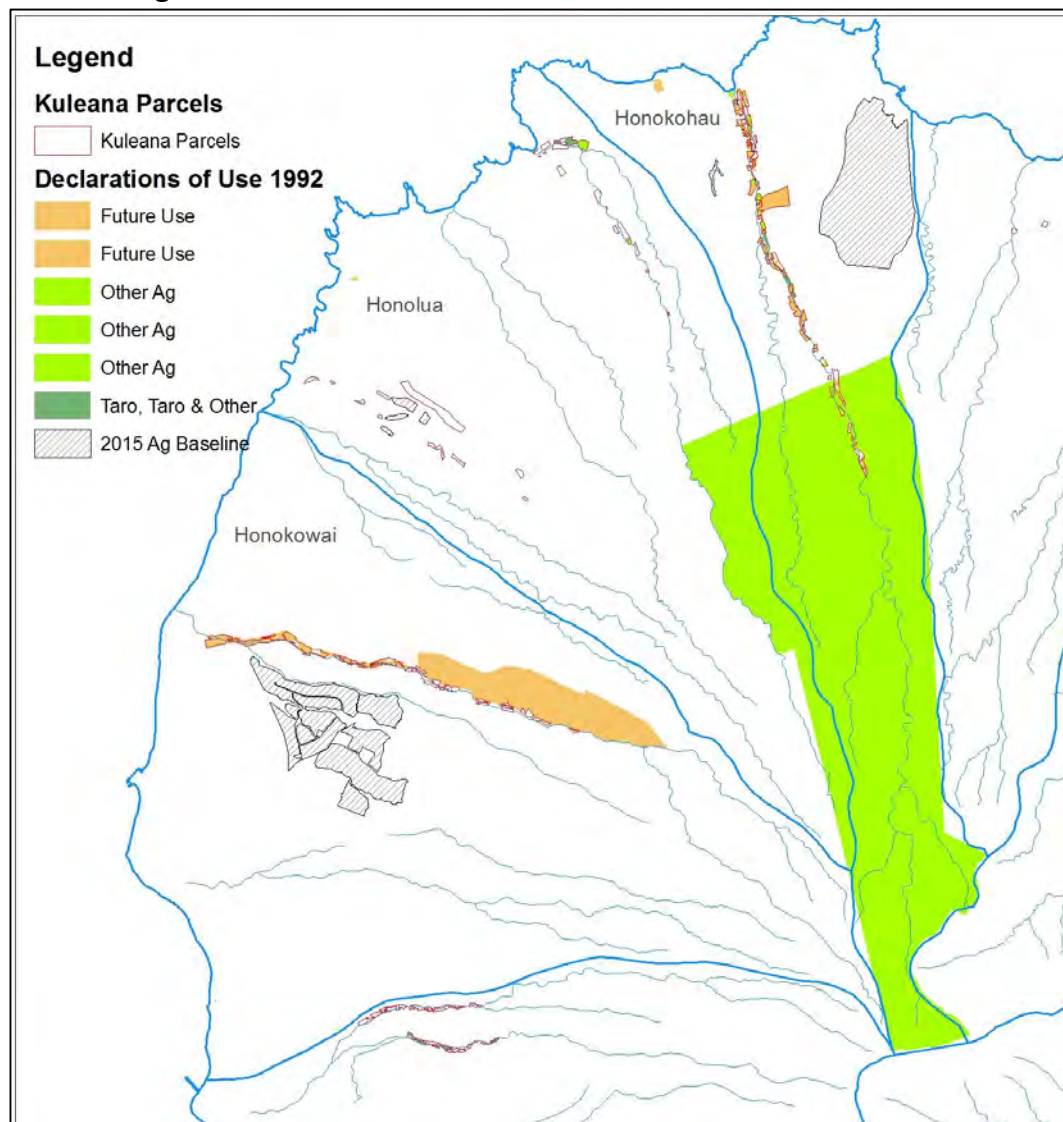 Legend
Kuleana Parcels
Kuleana Parcels
Declarations of Use 1992
Future Use
Future Use
Other Ag
Other Ag
Other Ag
Taro, Taro & Other
2015 Ag Baseline
Honokohau
Honolua
Honokowai